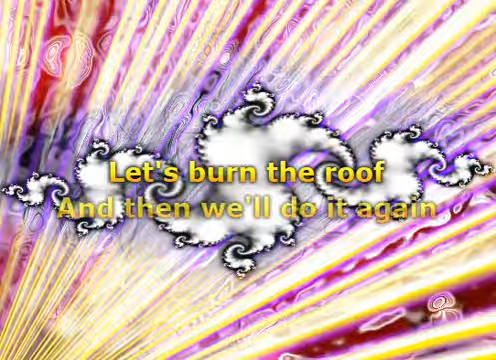 Let's burn the roof
And then we'll do it again